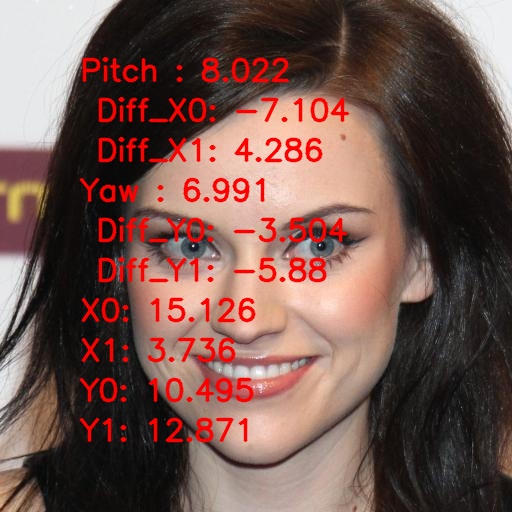 Pitch : 8.022
Diff_X0: -7.104
Diff_X1: 4.286
Yaw : 6.991
Diff_Y0: -3.504
Diff_Y1: -5.88
X0: 15.126
X1: 3.736
Y0: 10.495
Y1: 12.871